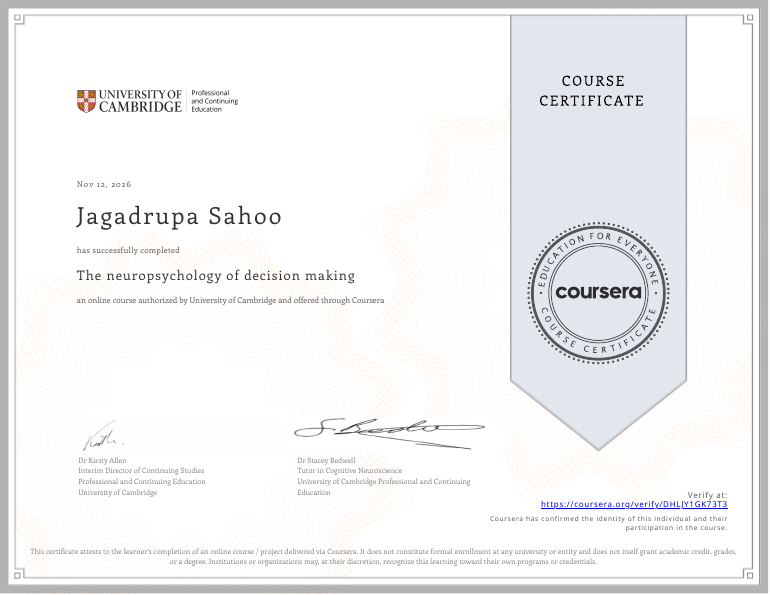 UNIVERSITY OF
CAMBRIDGE
Professional
and Continuing
Education
COURSE
CERTIFICATE
Nov 12, 2026
Jagadrupa Sahoo
has successfully completed
The neuropsychology of decision making
an online course authorized by University of Cambridge and offered through Coursera
EDUCATION FOR EVERYONE
coursera
COURSE CERTIFICATE
Dr Kirsty Allen
Interim Director of Continuing Studies
Professional and Continuing Education
University of Cambridge
Dr Stacey Bedwell
Tutor in Cognitive Neuroscience
University of Cambridge Professional and Continuing
Education
Verify at:
https://coursera.org/verify/DHLJY1GK73T3
Coursera has confirmed the identity of this individual and their
participation in the course.
This certificate attests to the learner's completion of an online course / project delivered via Coursera. It does not constitute formal enrollment at any university or entity and does not itself grant academic credit, grades,
or a degree. Institutions or organizations may, at their discretion, recognize this learning toward their own programs or credentials.